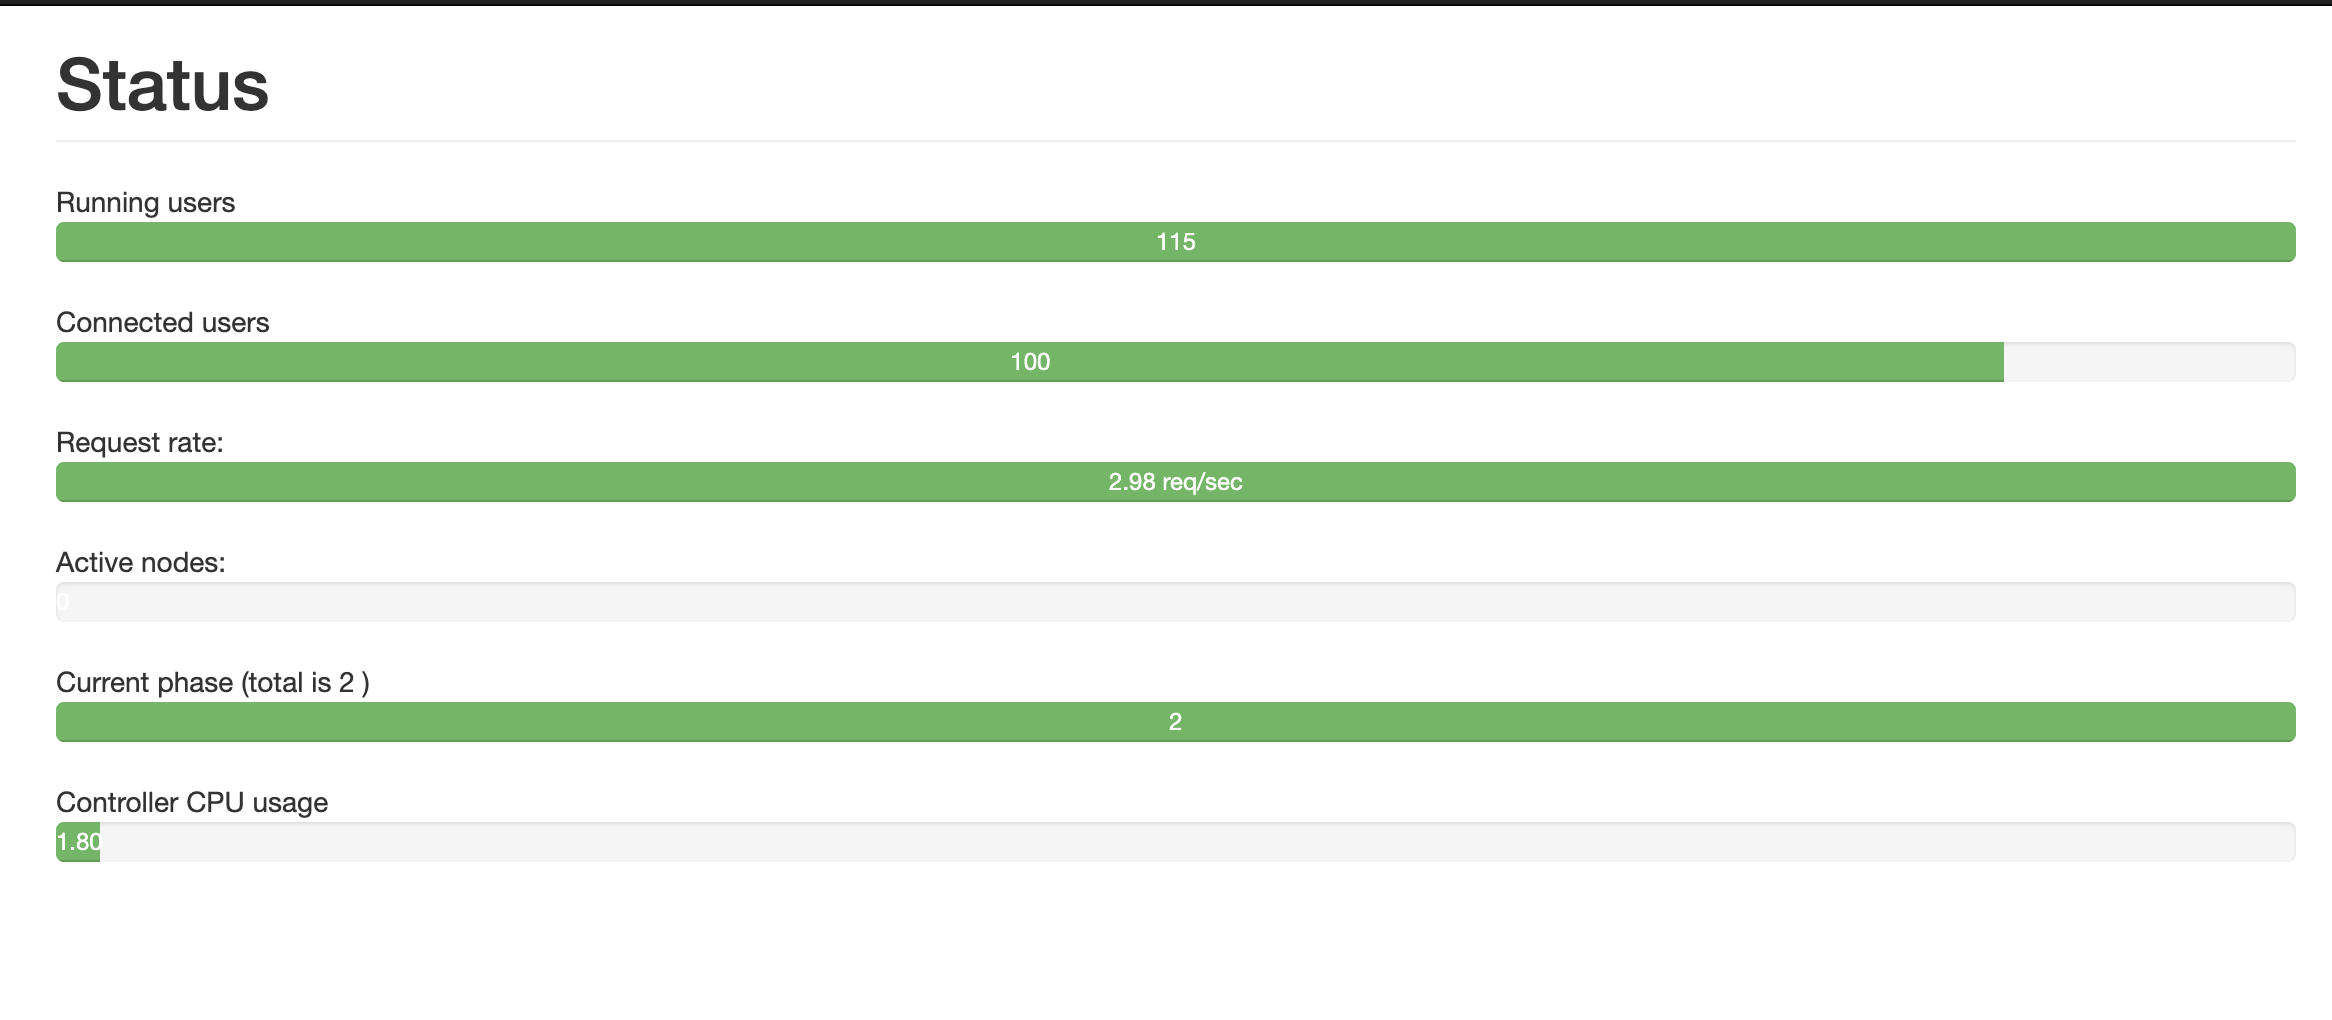 Status
Running users
115
Connected users
100
Request rate:
2.98 req/sec
Active nodes:
0
Current phase (total is 2 )
2
Controller CPU usage
1.80